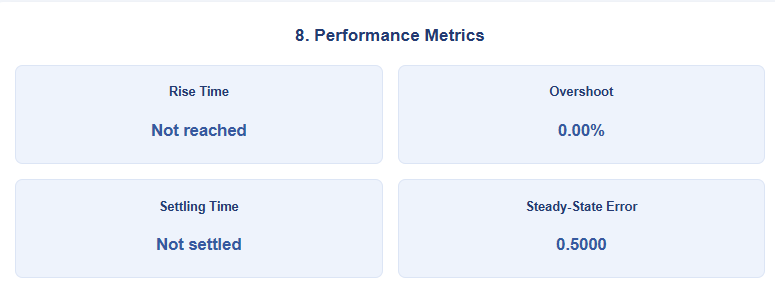 8. Performance Metrics
Rise Time
Not reached
Overshoot
0.00%
Settling Time
Not settled
Steady-State Error
0.5000